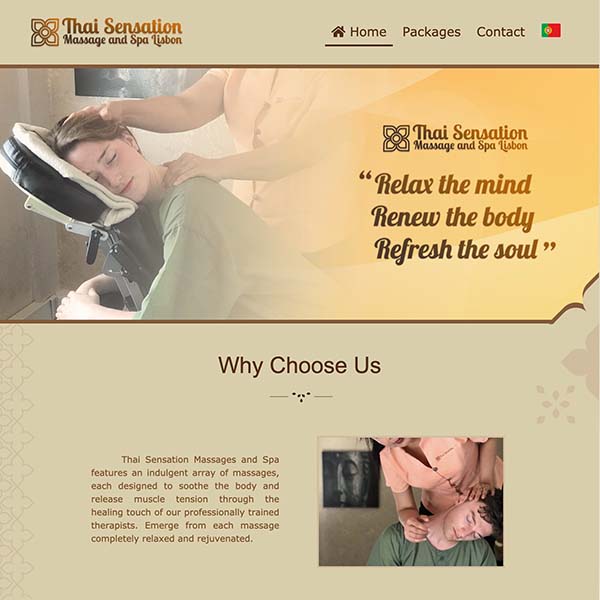 Thai Sensation
Massage and Spa Lisbon
Home Packages Contact
Thai Sensation
Massage and Spa Lisbon
“Relax the mind
Renew the body
Refresh the soul”
Why Choose Us
Thai Sensation Massages and Spa
features an indulgent array of massages,
each designed to soothe the body and
release muscle tension through the
healing touch of our professionally trained
therapists. Emerge from each massage
completely relaxed and rejuvenated.